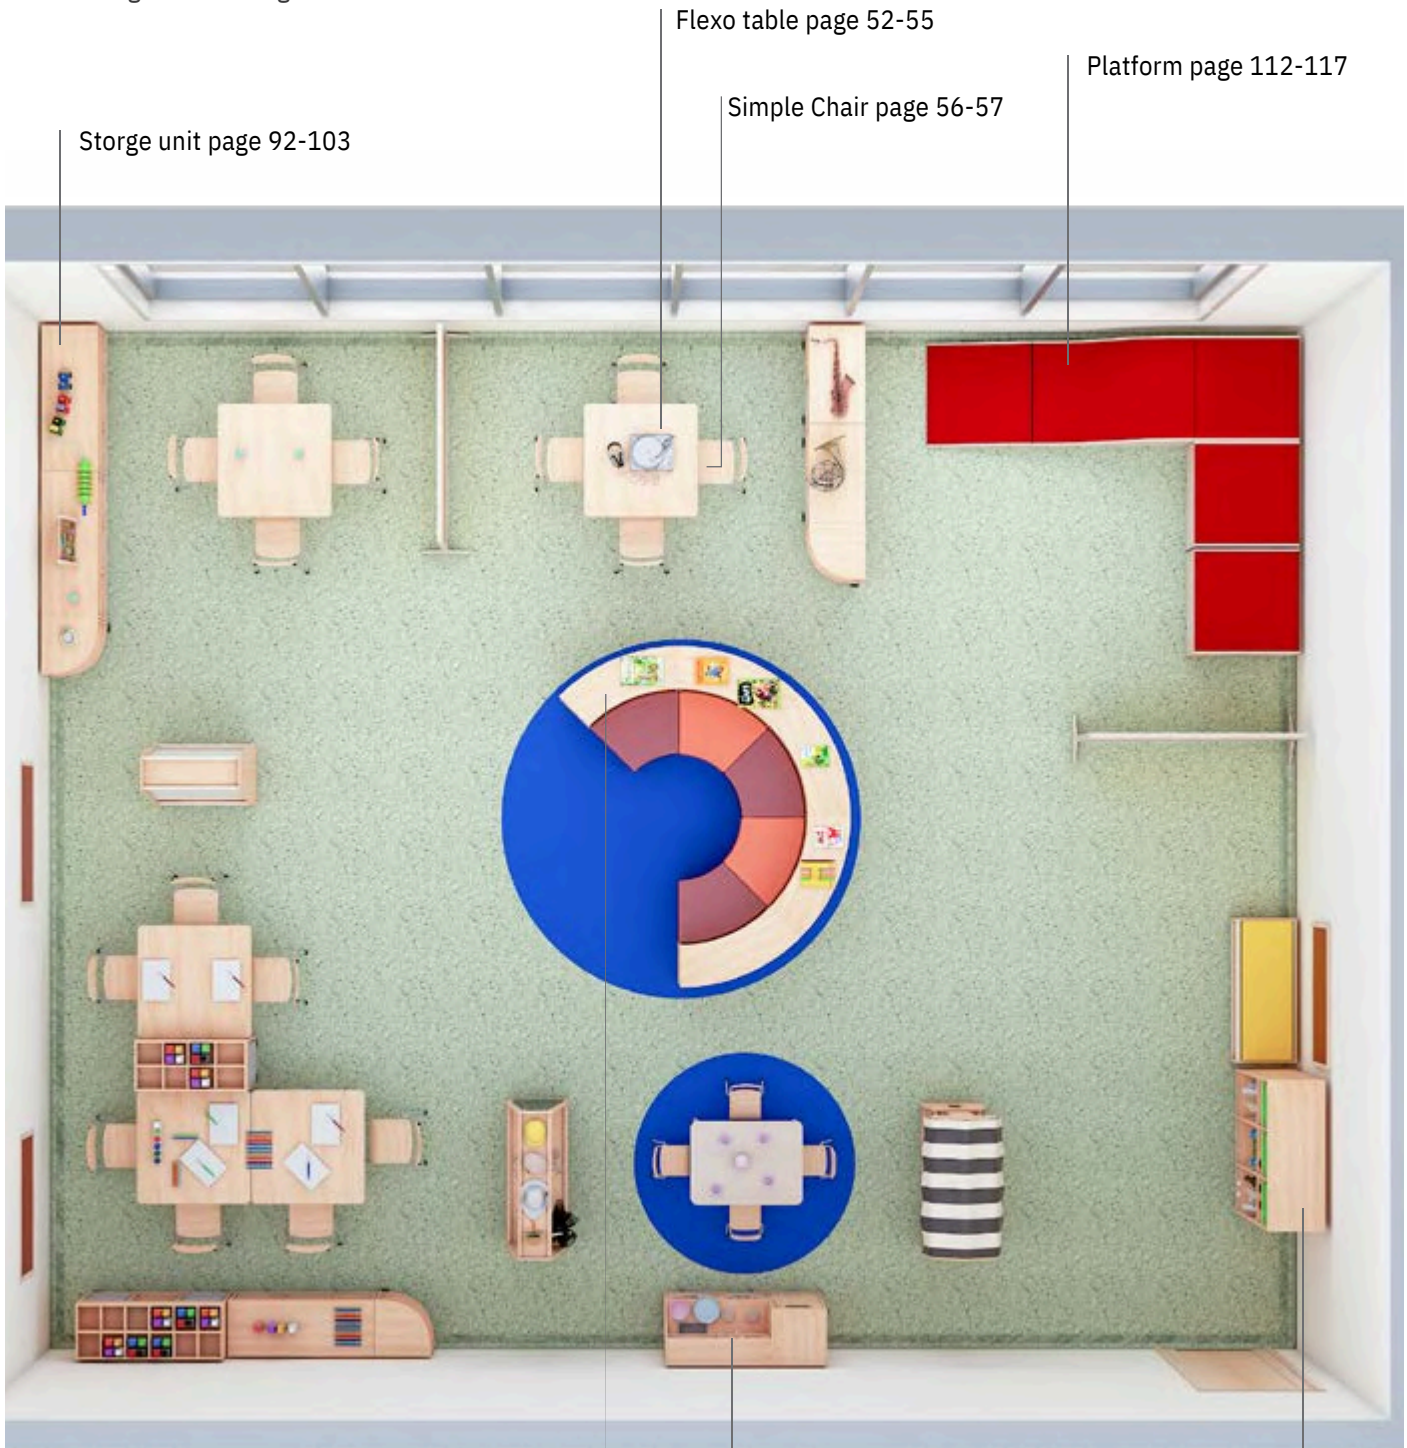 Flexo table page 52-55
Platform page 112-117
Simple Chair page 56-57
Storge unit page 92-103